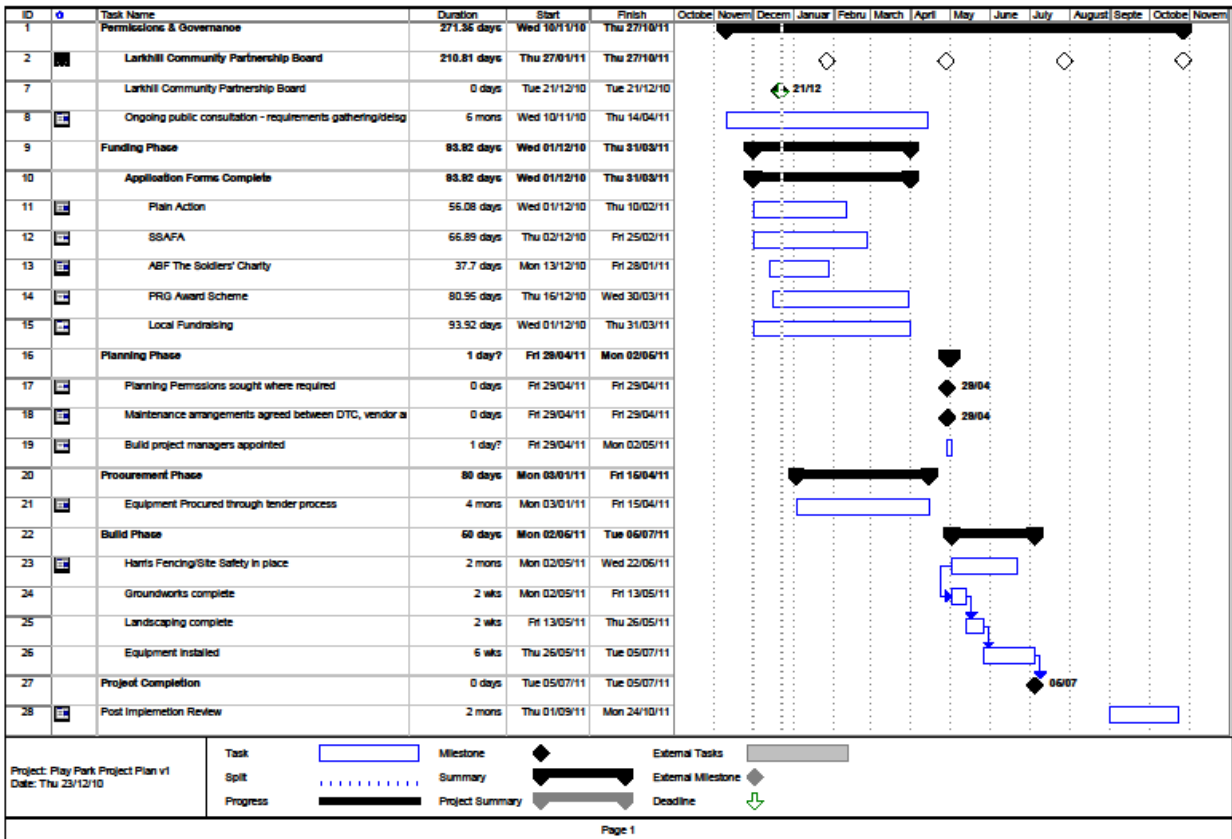 ID Task Name Duration Start Finish Octobe Novem Decem Januar Febru March April May June July August Septe Octobe Novem
1 Permissions & Governance 271.35 days Wed 10/11/10 Thu 27/10/11
2 Larkhill Community Partnership Board 210.81 days Thu 27/01/11 Thu 27/10/11
7 Larkhill Community Partnership Board 0 days Tue 21/12/10 Tue 21/12/10 21/12
8 Ongoing public consultation - requirements gathering/deisg 6 mons Wed 10/11/10 Thu 14/04/11
9 Funding Phase 93.92 days Wed 01/12/10 Thu 31/03/11
10 Application Forms Complete 93.92 days Wed 01/12/10 Thu 31/03/11
11 Plain Action 56.08 days Wed 01/12/10 Thu 10/02/11
12 SSAFA 66.89 days Thu 02/12/10 Fri 25/02/11
13 ABF The Soldiers' Charity 37.7 days Mon 13/12/10 Fri 28/01/11
14 PRG Award Scheme 80.95 days Thu 16/12/10 Wed 30/03/11
15 Local Fundraising 93.92 days Wed 01/12/10 Thu 31/03/11
16 Planning Phase 1 day? Fri 29/04/11 Mon 02/05/11
17 Planning Permssions sought where required 0 days Fri 29/04/11 Fri 29/04/11 29/04
18 Maintenance arrangements agreed between DTC, vendor a 0 days Fri 29/04/11 Fri 29/04/11 29/04
19 Build project managers appointed 1 day? Fri 29/04/11 Mon 02/05/11
20 Procurement Phase 80 days Mon 03/01/11 Fri 15/04/11
21 Equipment Procured through tender process 4 mons Mon 03/01/11 Fri 15/04/11
22 Build Phase 50 days Mon 02/05/11 Tue 05/07/11
23 Harris Fencing/Site Safety in place 2 mons Mon 02/05/11 Wed 22/06/11
24 Groundworks complete 2 wks Mon 02/05/11 Fri 13/05/11
25 Landscaping complete 2 wks Fri 13/05/11 Thu 26/05/11
26 Equipment Installed 6 wks Thu 26/05/11 Tue 05/07/11
27 Project Completion 0 days Tue 05/07/11 Tue 05/07/11 05/07
28 Post Implemetion Review 2 mons Thu 01/09/11 Mon 24/10/11
Project: Play Park Project Plan v1
Date: Thu 23/12/10
Task Milestone External Tasks
Split Summary External Milestone
Progress Project Summary Deadline
Page 1